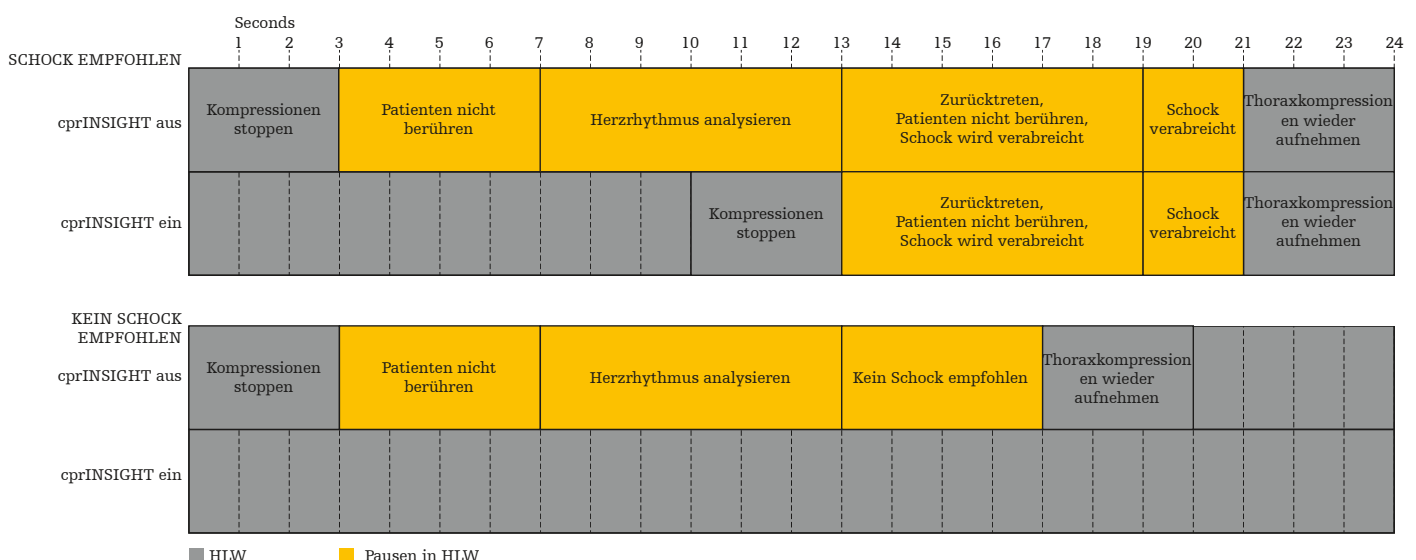 Seconds
1 2 3 4 5 6 7 8 9 10 11 12 13 14 15 16 17 18 19 20 21 22 23 24
SCHOCK EMPFOHLEN
cprINSIGHT aus
Kompressionen
stoppen
Patienten nicht
berühren
Herzrhythmus analysieren
Zurücktreten,
Patienten nicht berühren,
Schock wird verabreicht
Schock
verabreicht
Thoraxkompression
en wieder
aufnehmen
cprINSIGHT ein
Kompressionen
stoppen
Zurücktreten,
Patienten nicht berühren,
Schock wird verabreicht
Schock
verabreicht
Thoraxkompression
en wieder
aufnehmen
KEIN SCHOCK
EMPFOHLEN
cprINSIGHT aus
Kompressionen
stoppen
Patienten nicht
berühren
Herzrhythmus analysieren
Kein Schock empfohlen
Thoraxkompression
en wieder
aufnehmen
cprINSIGHT ein
HLW
Pausen in HLW